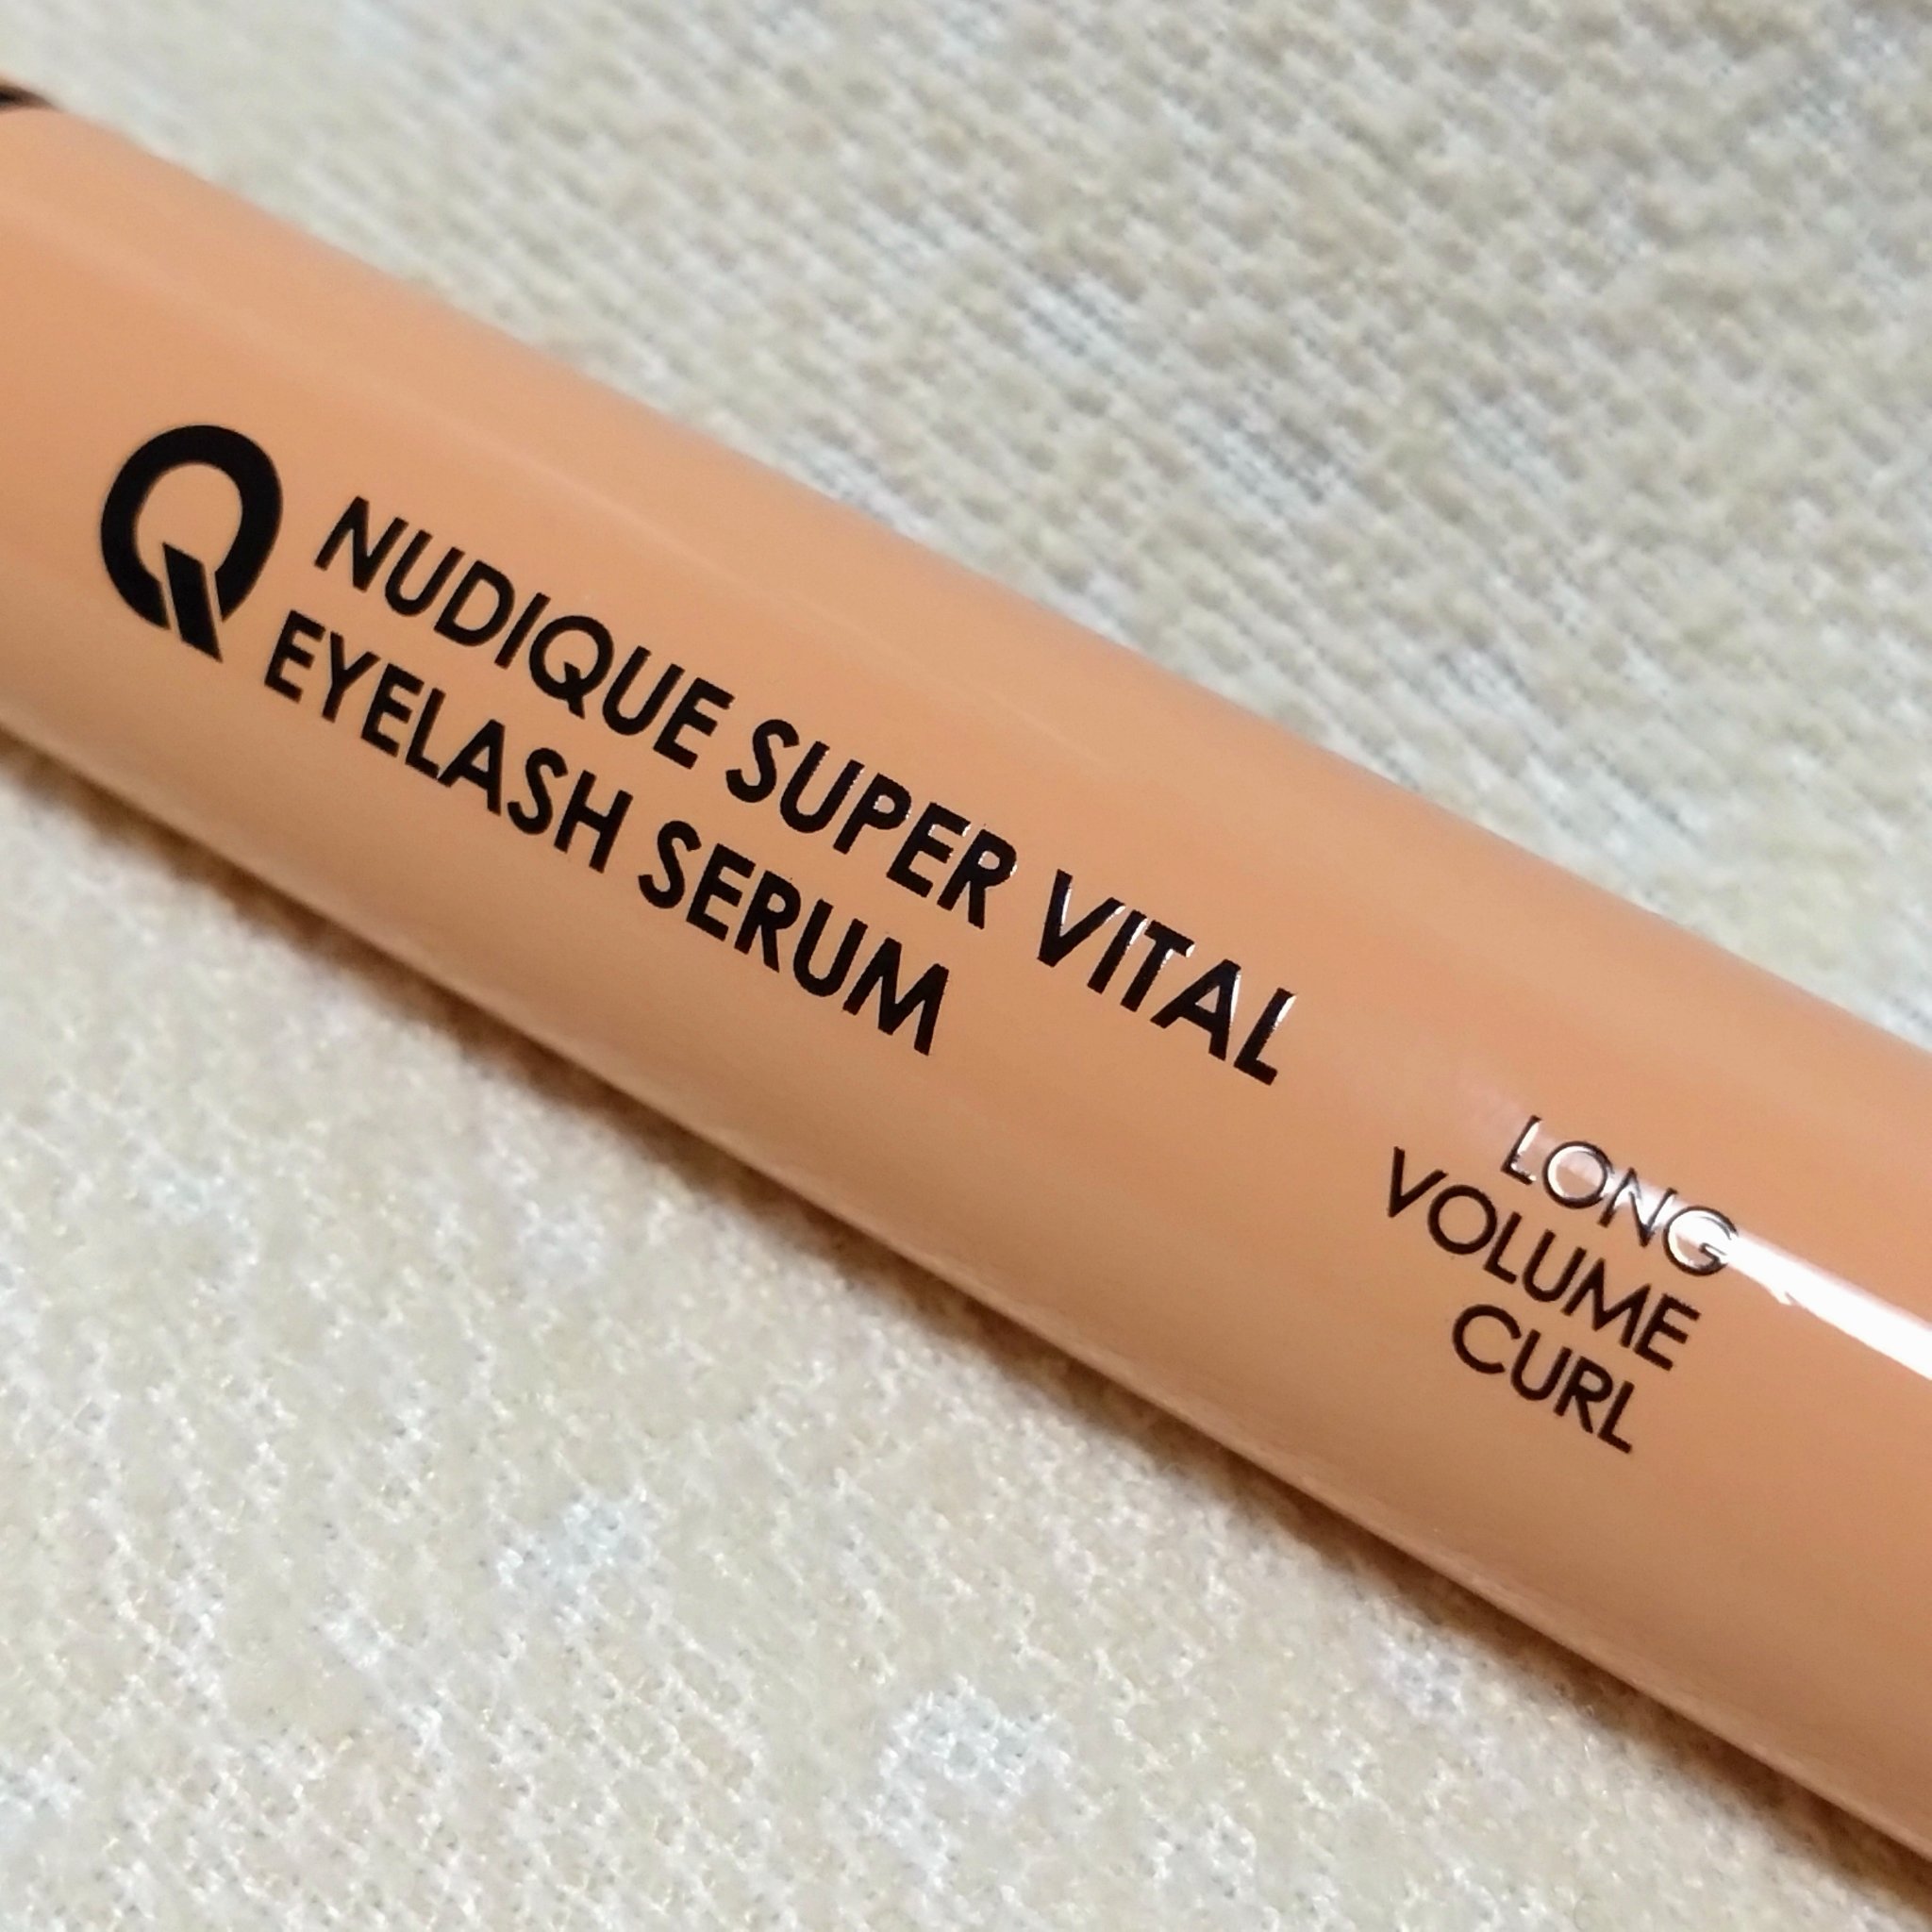 Q
NUDIQUE SUPER VITAL
EYELASH SERUM
LONG
VOLUME
CURL